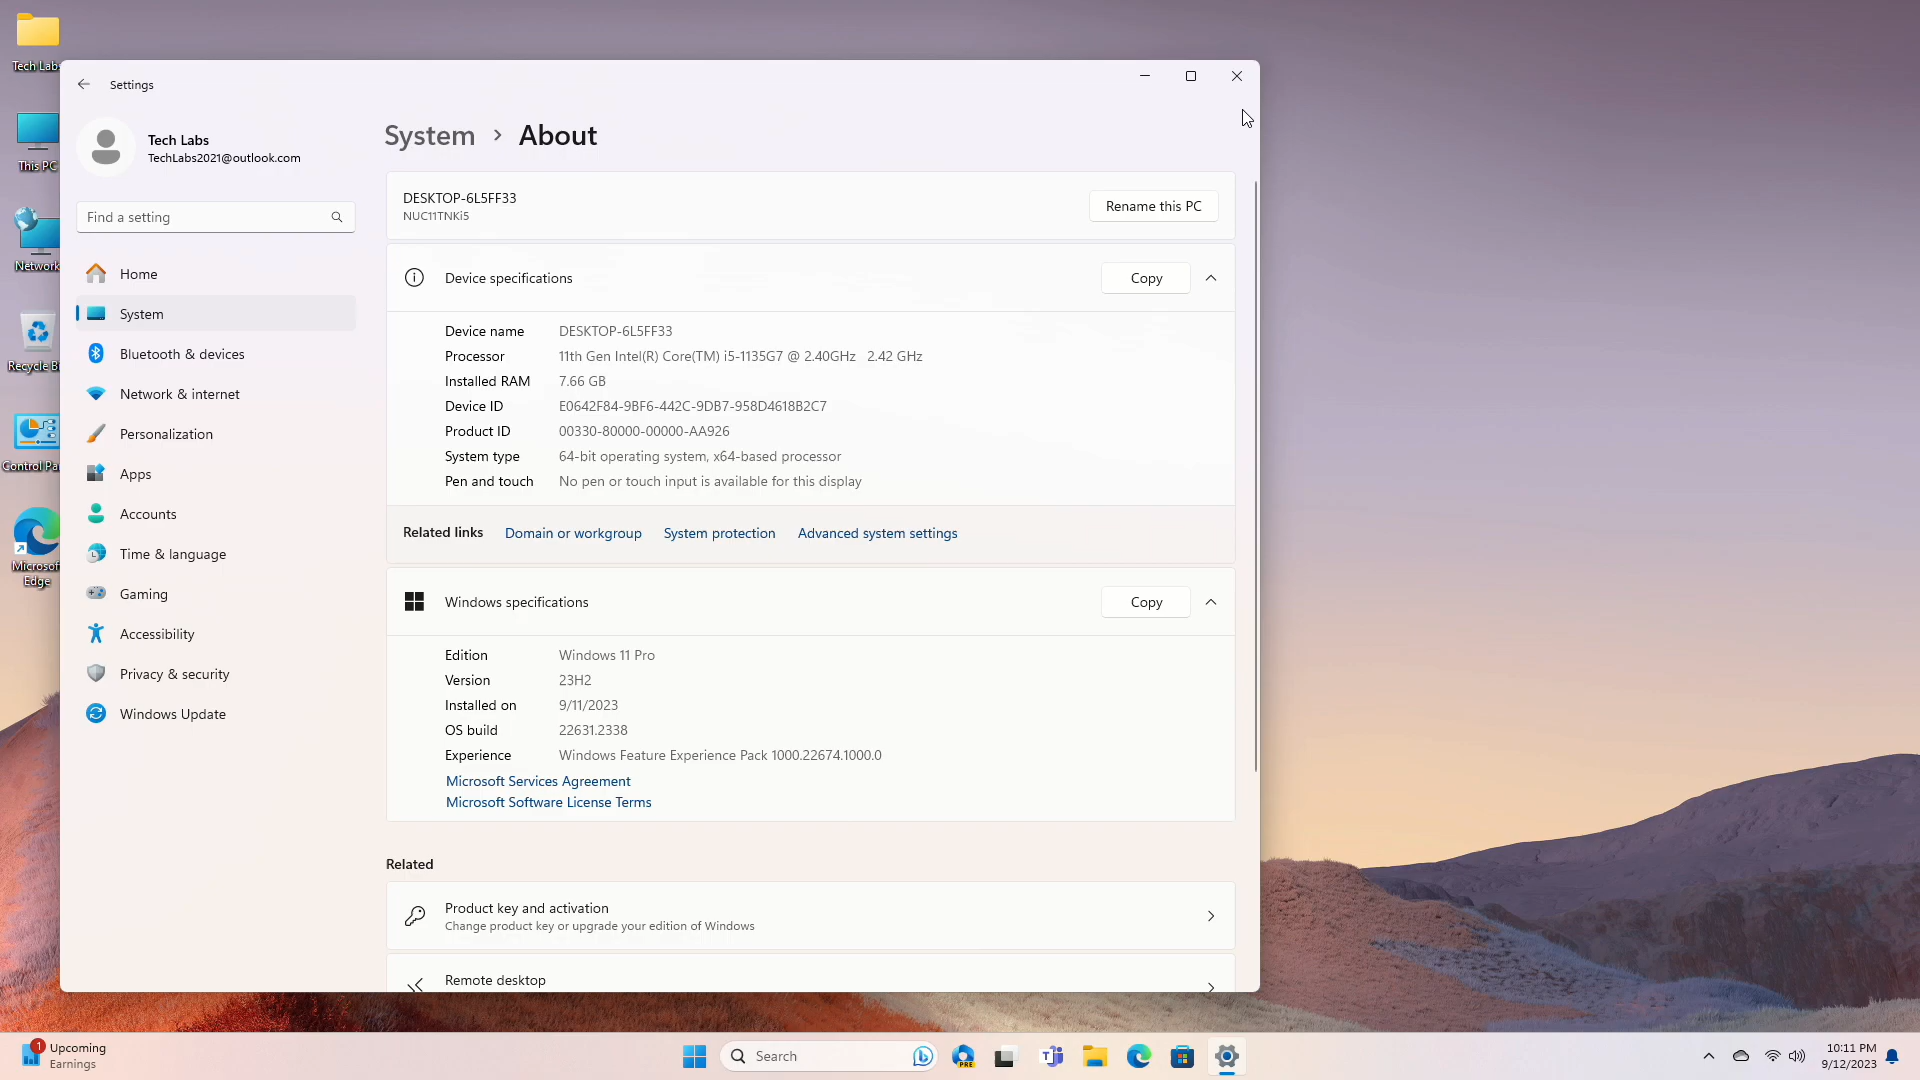 Tech Labs
This PC
Network
Recycle Bi
Control Pa
Microsof
Edge
Settings
Tech Labs
TechLabs2021@outlook.com
Find a setting
Home
System
Bluetooth & devices
Network & internet
Personalization
Apps
Accounts
Time & language
Gaming
Accessibility
Privacy & security
Windows Update
System > About
DESKTOP-6L5FF33
NUC11TNKi5
Rename this PC
Device specifications
Copy
Device name DESKTOP-6L5FF33
Processor 11th Gen Intel(R) Core(TM) i5-1135G7 @ 2.40GHz 2.42 GHz
Installed RAM 7.66 GB
Device ID E0642F84-9BF6-442C-9DB7-958D4618B2C7
Product ID 00330-80000-00000-AA926
System type 64-bit operating system, x64-based processor
Pen and touch No pen or touch input is available for this display
Related links Domain or workgroup System protection Advanced system settings
Windows specifications
Copy
Edition Windows 11 Pro
Version 23H2
Installed on 9/11/2023
OS build 22631.2338
Experience Windows Feature Experience Pack 1000.22674.1000.0
Microsoft Services Agreement
Microsoft Software License Terms
Related
Product key and activation
Change product key or upgrade your edition of Windows
Remote desktop
1
Upcoming
Earnings
Search
PRE
10:11 PM
9/12/2023